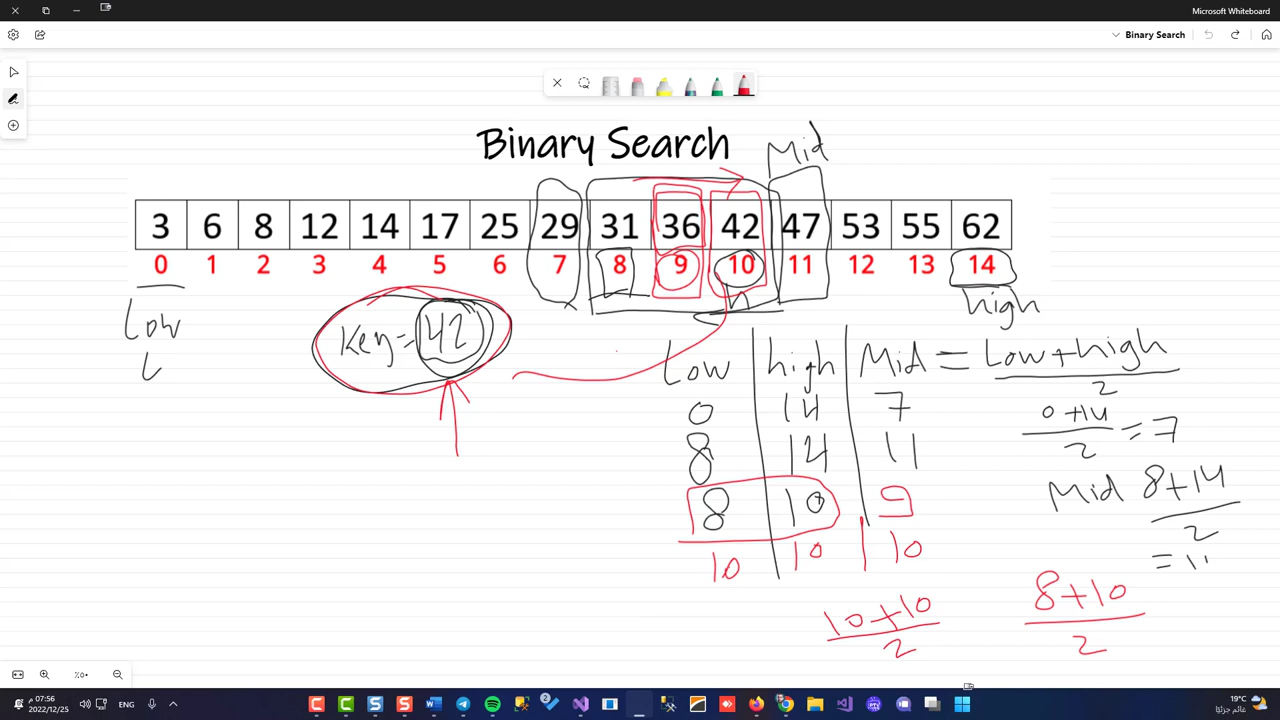 Microsoft Whiteboard
Binary Search
Binary Search
Mid
3 6 8 12 14 17 25 29 31 36 42 47 53 55 62
0 1 2 3 4 5 6 7 8 9 10 11 12 13 14
Low
L
Key=42
h
high
Low high Mid = Low+high
2
0 14 7
0+14
2
=7
8 14 11
Mid 8+14
2
= 11
8 10 9
10 10 10
10+10
2
8+10
2
07:56
2022/12/25
ENG
19°C
غائم جزئيًا